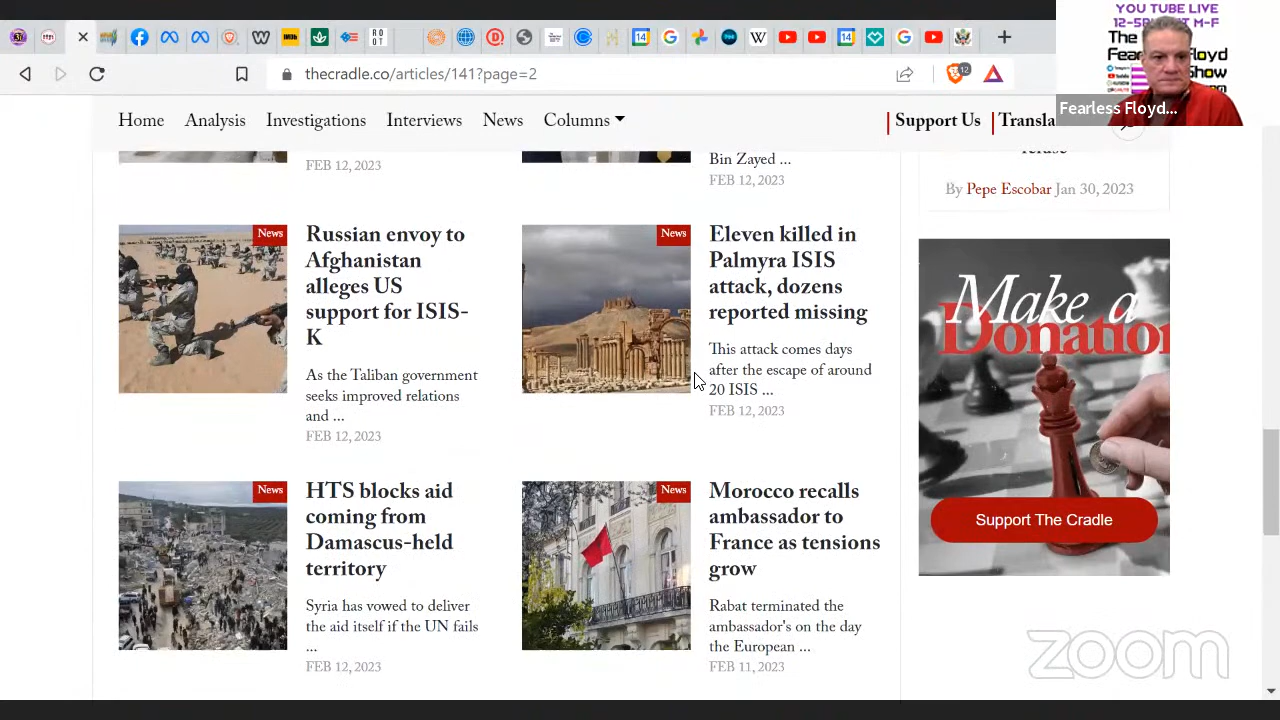 YOU TUBE LIVE
The
Fea
Floyd
Show
thecradle.co/articles/141?page=2
12
Fearless Floyd...
Home
Analysis
Investigations
Interviews
News
Columns
Support Us
Transla
FEB 12, 2023
Bin Zayed ...
FEB 12, 2023
By Pepe Escobar Jan 30, 2023
News
Russian envoy to
Afghanistan
alleges US
support for ISIS-
K
As the Taliban government
seeks improved relations
and ...
FEB 12, 2023
News
Eleven killed in
Palmyra ISIS
attack, dozens
reported missing
This attack comes days
after the escape of around
20 ISIS ...
FEB 12, 2023
Make a
Donation
Support The Cradle
News
HTS blocks aid
coming from
Damascus-held
territory
Syria has vowed to deliver
the aid itself if the UN fails
...
FEB 12, 2023
News
Morocco recalls
ambassador to
France as tensions
grow
Rabat terminated the
ambassador's on the day
the European ...
FEB 11, 2023
zoom